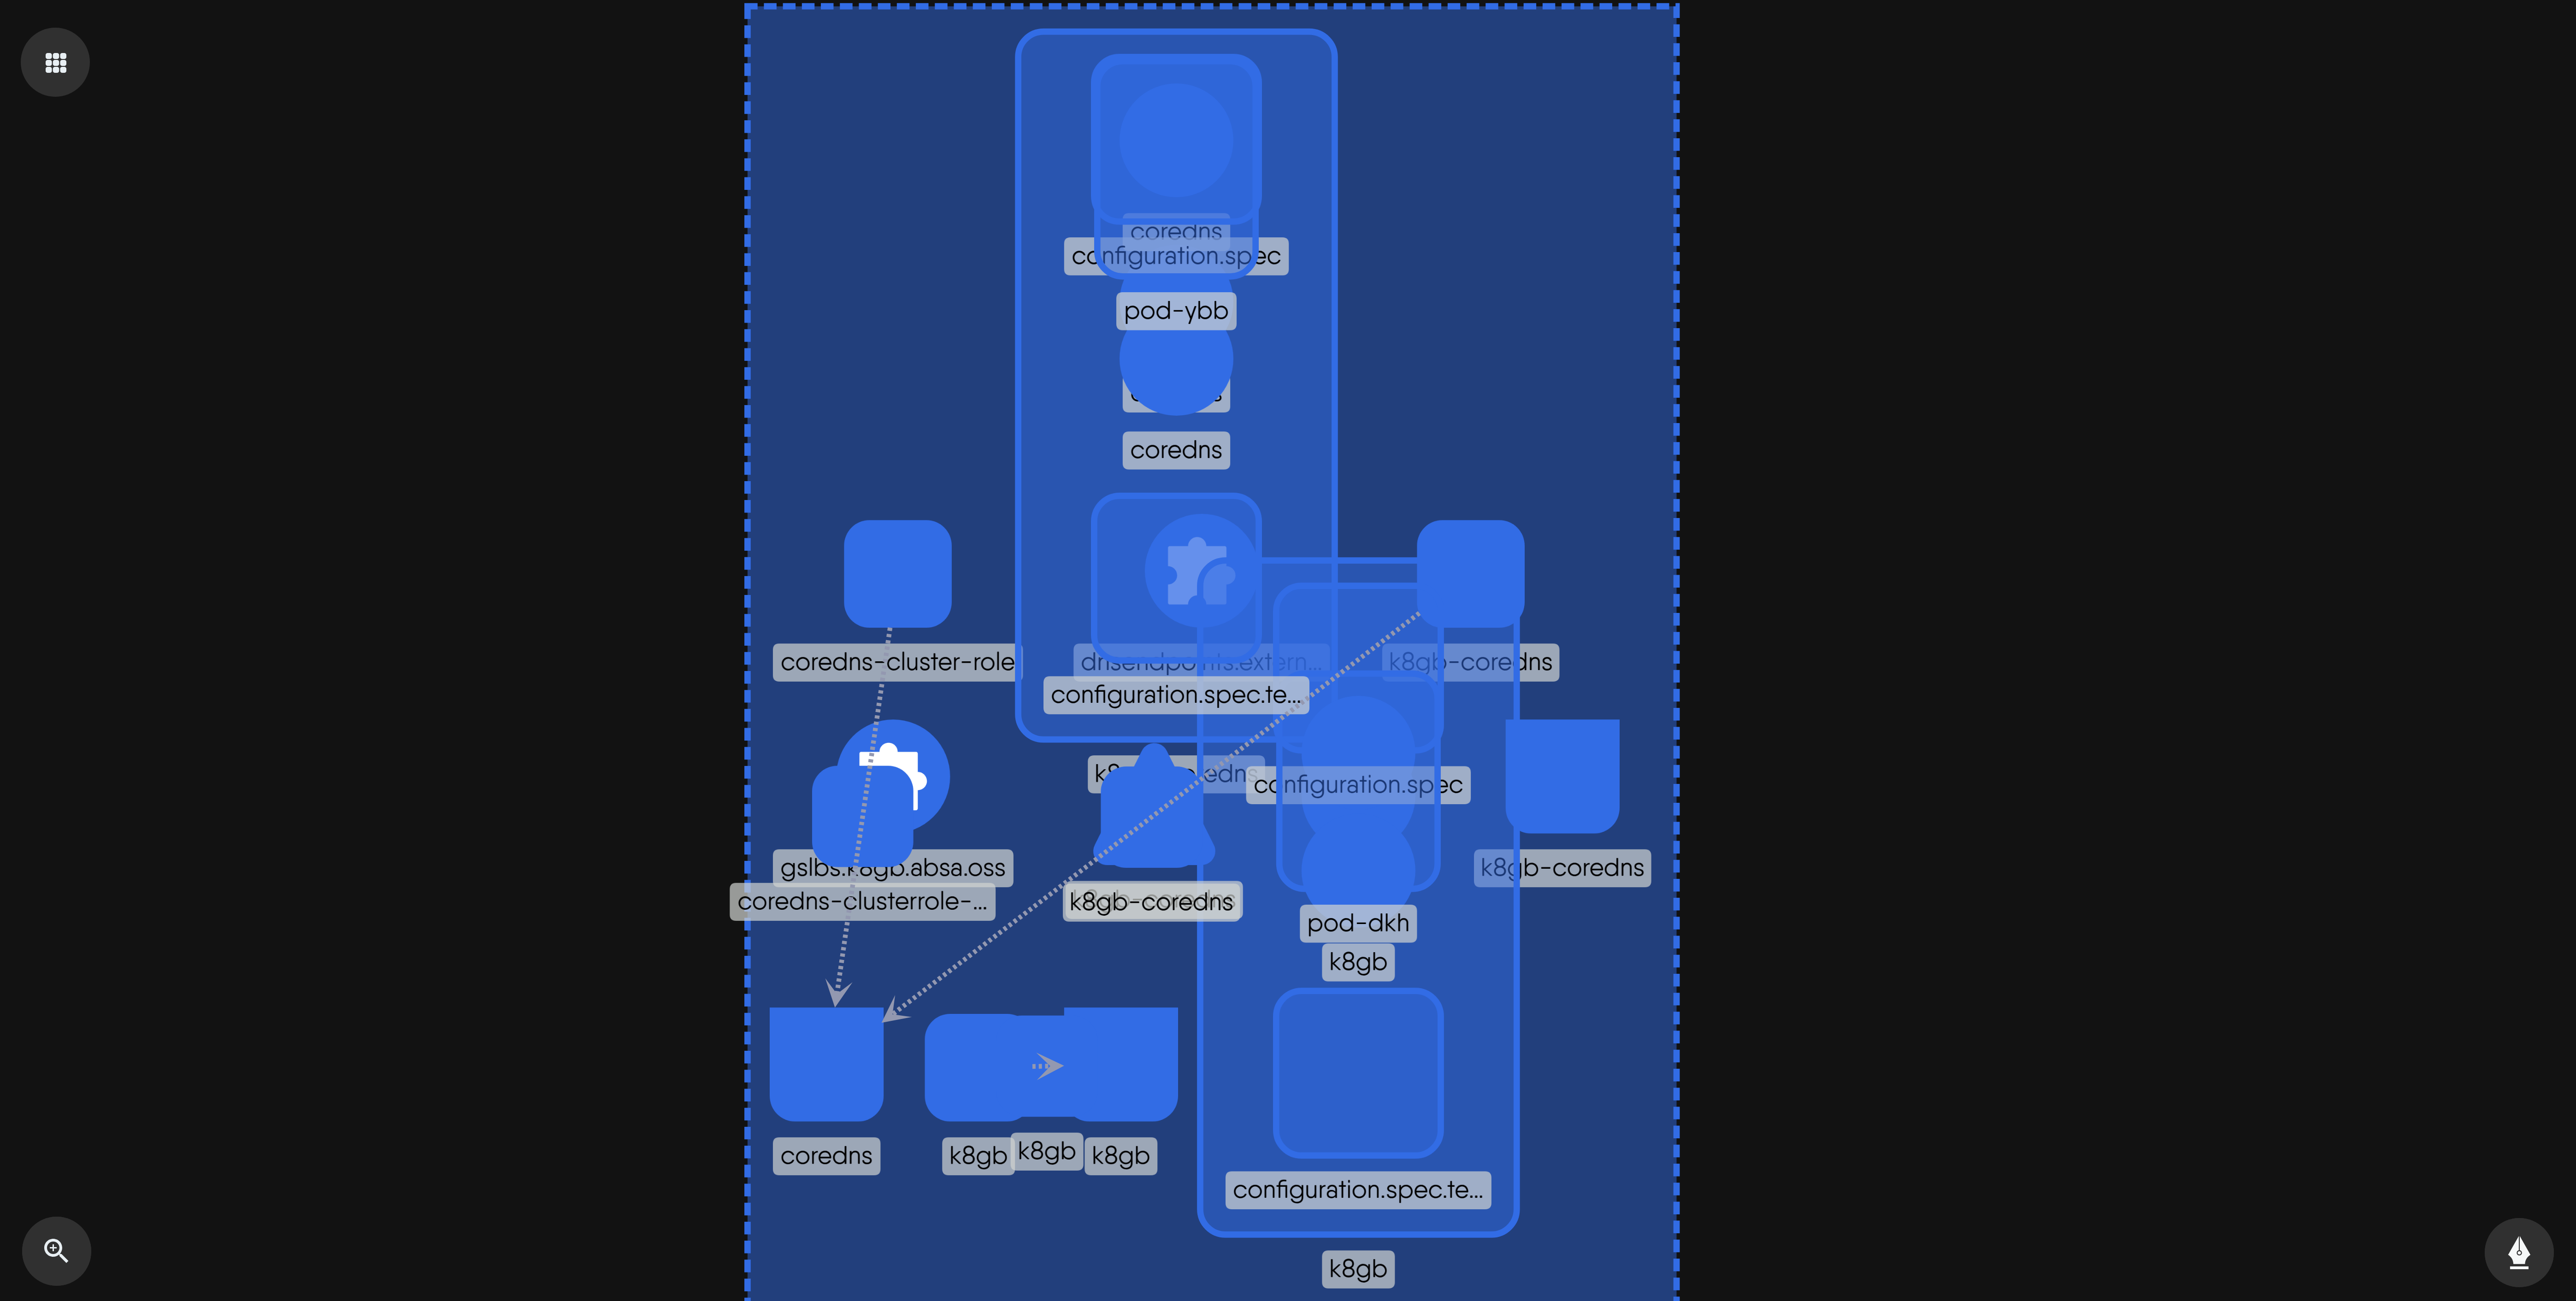 coredns
configuration.spec
pod-ybb
coredns
coredns-cluster-role
dnsendpoints.extern...
k8gb-coredns
configuration.spec.te...
configuration.spec
gslbs.k8gb.absa.oss
k8gb-coredns
coredns-clusterrole-...
k8gb-coredns
pod-dkh
k8gb
coredns
k8gb
k8gb
k8gb
configuration.spec.te...
k8gb